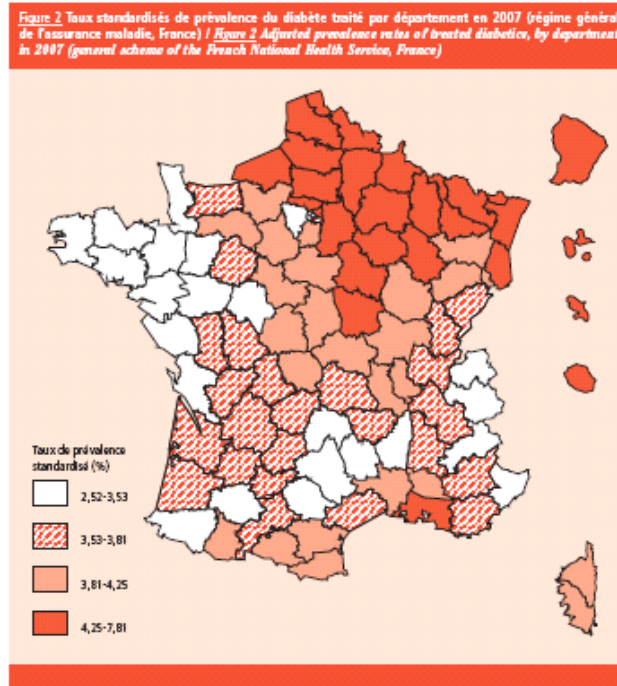 Figure 2 Taux standardisés de prévalence du diabète traité par département en 2007 (régime général
de l'assurance maladie, France) / Figure 2 Adjusted prevalence rates of treated diabetics, by department
in 2007 (general scheme of the French National Health Service, France)
Taux de prévalence
standardisé (%)
2,52-3,53
3,53-3,81
3,81-4,25
4,25-7,81